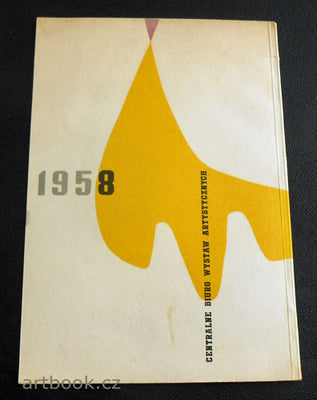 1958
CENTRALNE BIURO WYSTAW ARTYSTYCZNYCH
artbook.cz